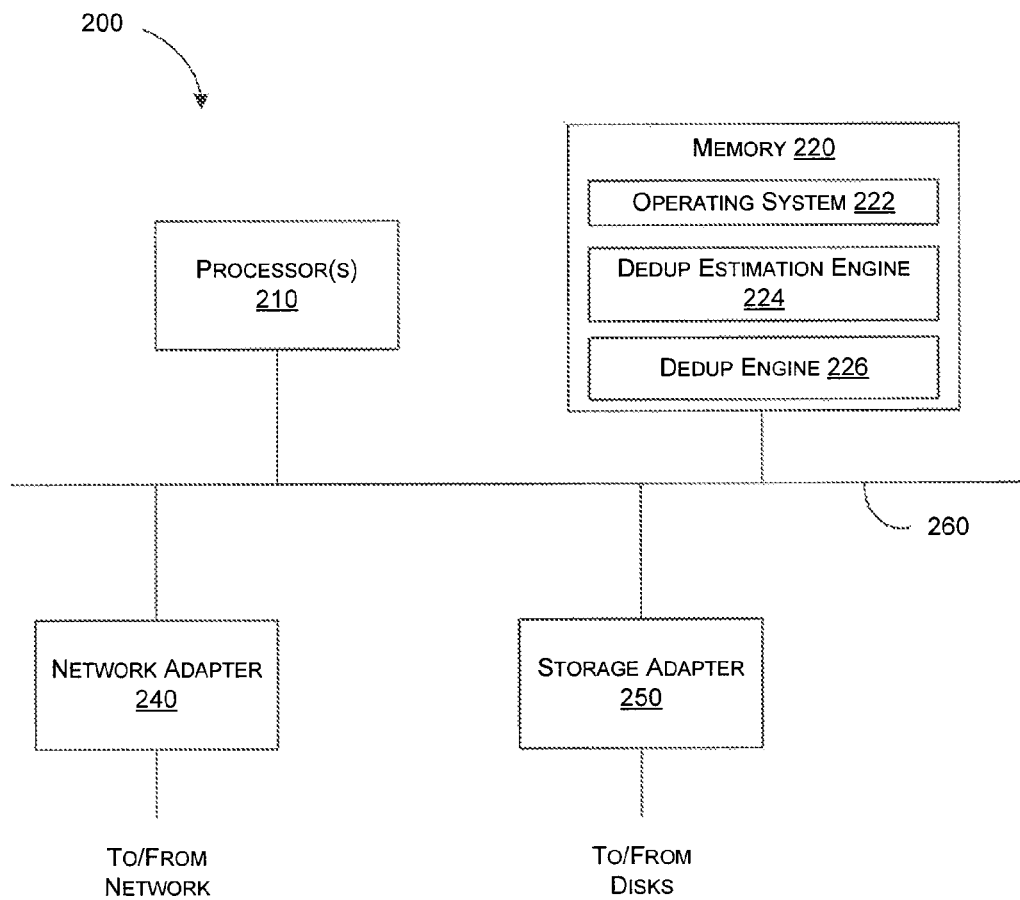 200
MEMORY 220
OPERATING SYSTEM 222
PROCESSOR(S)
210
DEDUP ESTIMATION ENGINE
224
DEDUP ENGINE 226
260
NETWORK ADAPTER
240
STORAGE ADAPTER
250
TO/FROM
NETWORK
TO/FROM
DISKS